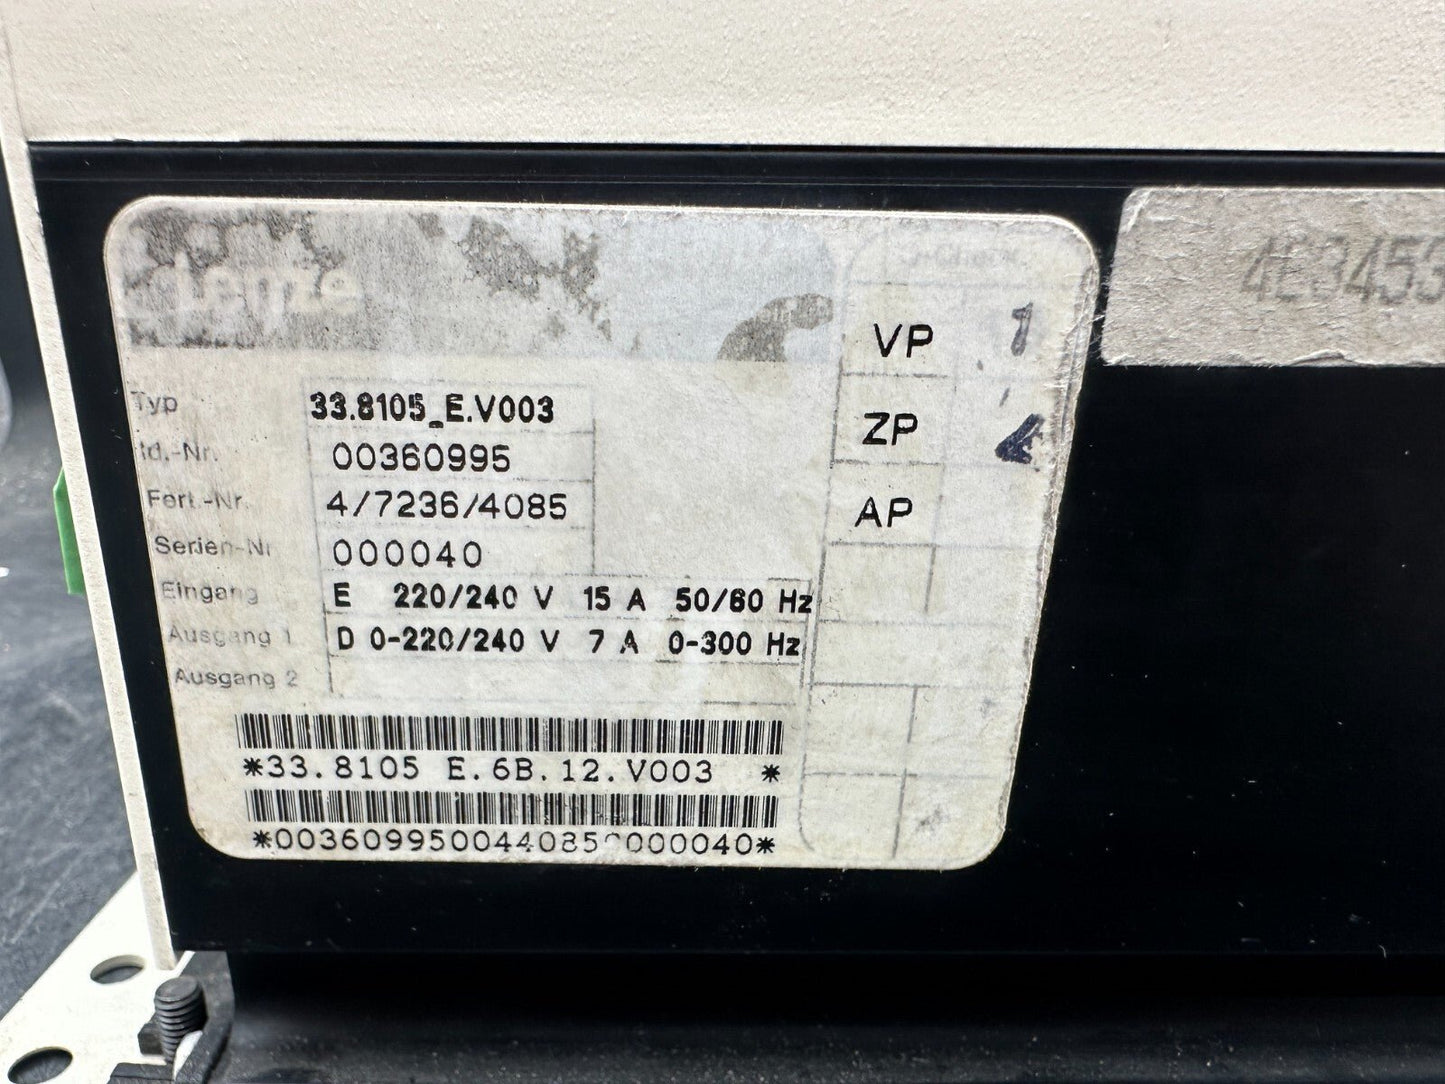 Lenze
4E3453
VP 1
ZP
AP
Typ 33.8105_E.V003
Id.-Nr. 00360995
Fert.-Nr. 4/7236/4085
Serien-Nr 000040
Eingang E 220/240 V 15 A 50/60 Hz
Ausgang 1 D 0-220/240 V 7 A 0-300 Hz
Ausgang 2
*33.8105 E.6B.12.V003 *